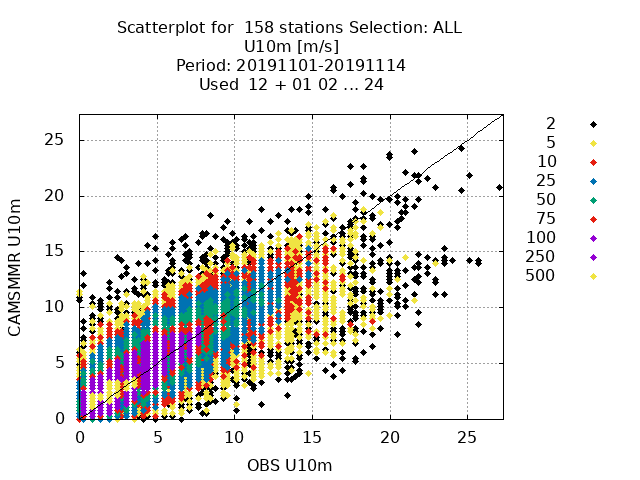 Scatterplot for  158 stations Selection: ALL
U10m [m/s]
Period: 20191101-20191114
Used  12 + 01 02 ... 24
CAMSMMR U10m
25
20
15
10
5
0
0 5 10 15 20 25
OBS U10m
2
5
10
25
50
75
100
250
500